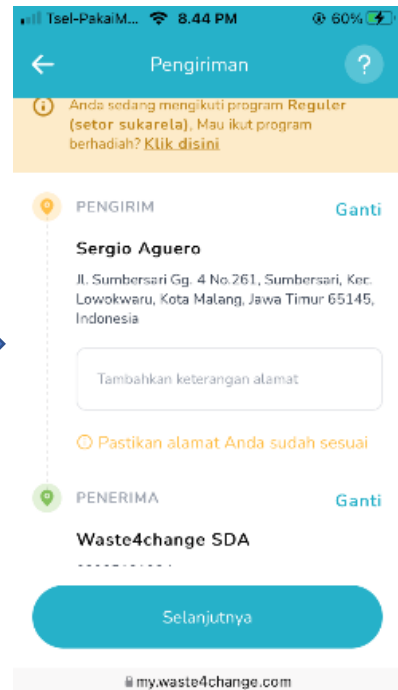 Tsel-PakaiM... 8.44 PM 60%
Pengiriman ?
Anda sedang mengikuti program Reguler
(setor sukarela), Mau ikut program
berhadiah? Klik disini
PENGIRIM Ganti
Sergio Aguero
Jl. Sumbersari Gg. 4 No.261, Sumbersari, Kec.
Lowokwaru, Kota Malang, Jawa Timur 65145,
Indonesia
Tambahkan keterangan alamat
Pastikan alamat Anda sudah sesuai
PENERIMA Ganti
Waste4change SDA
Selanjutnya
my.waste4change.com